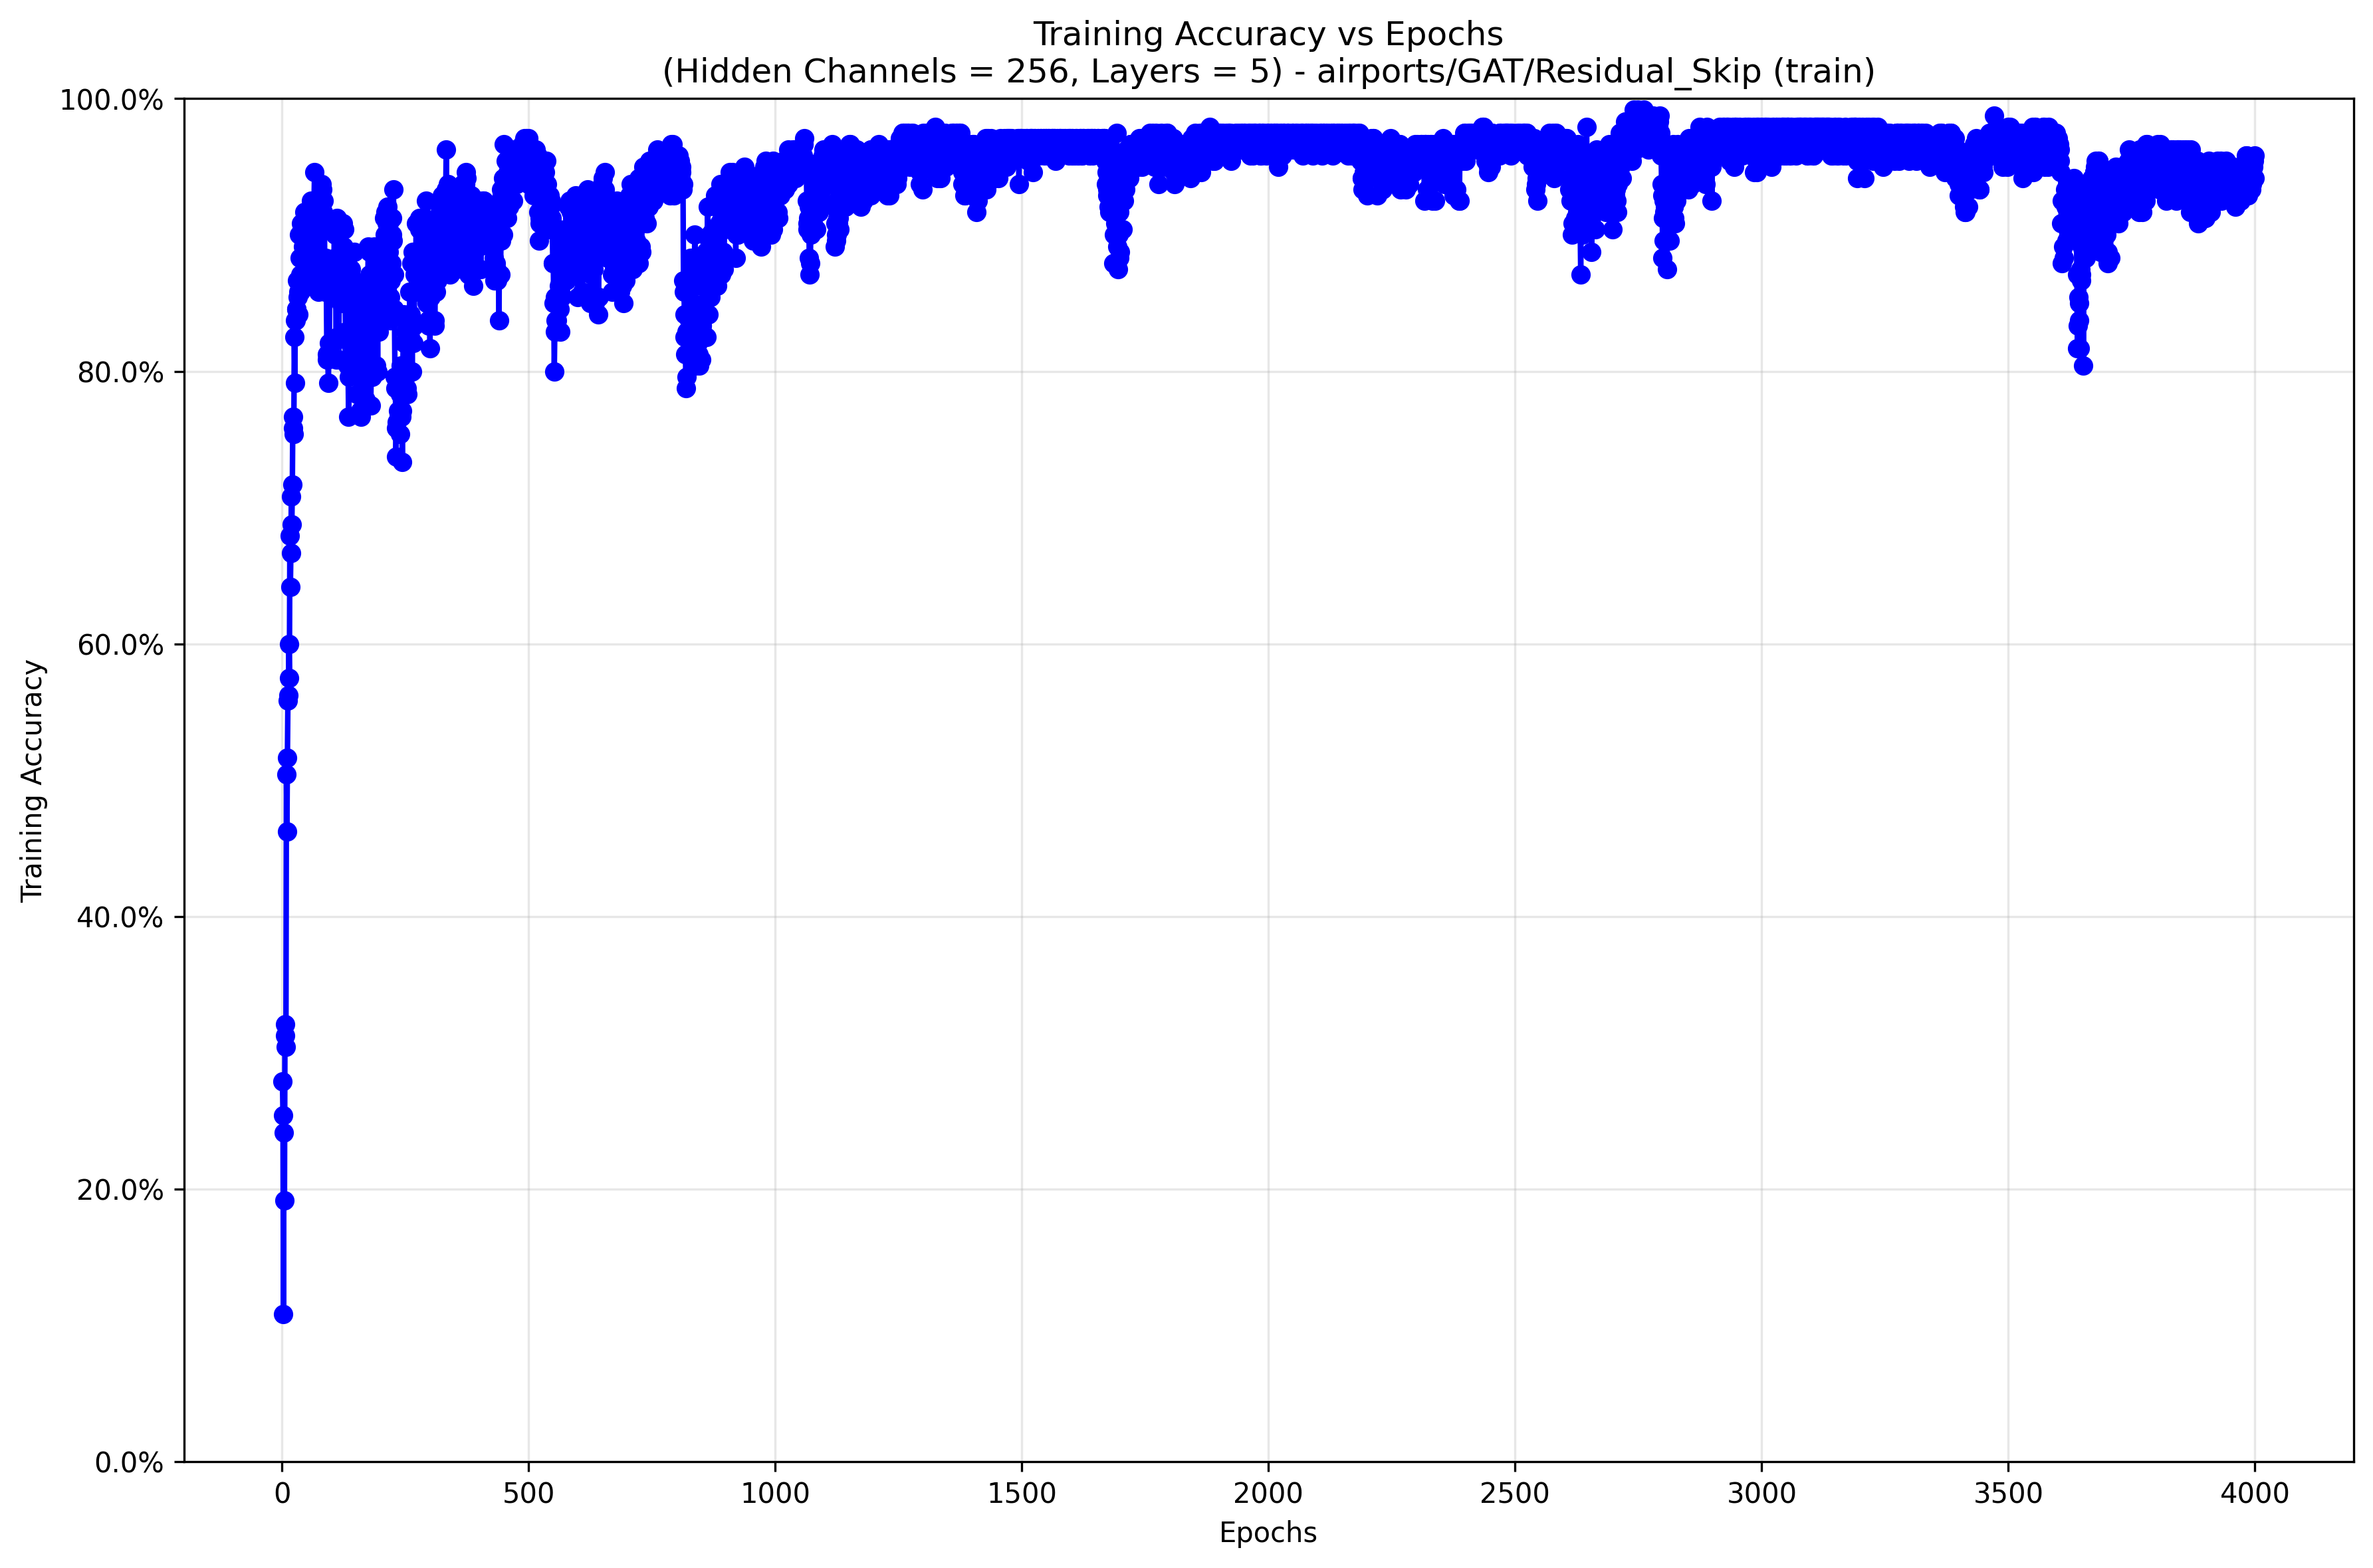 Training Accuracy vs Epochs
(Hidden Channels = 256, Layers = 5) - airports/GAT/Residual_Skip (train)
100.0%
80.0%
60.0%
40.0%
20.0%
0.0%
Training Accuracy
0 500 1000 1500 2000 2500 3000 3500 4000
Epochs